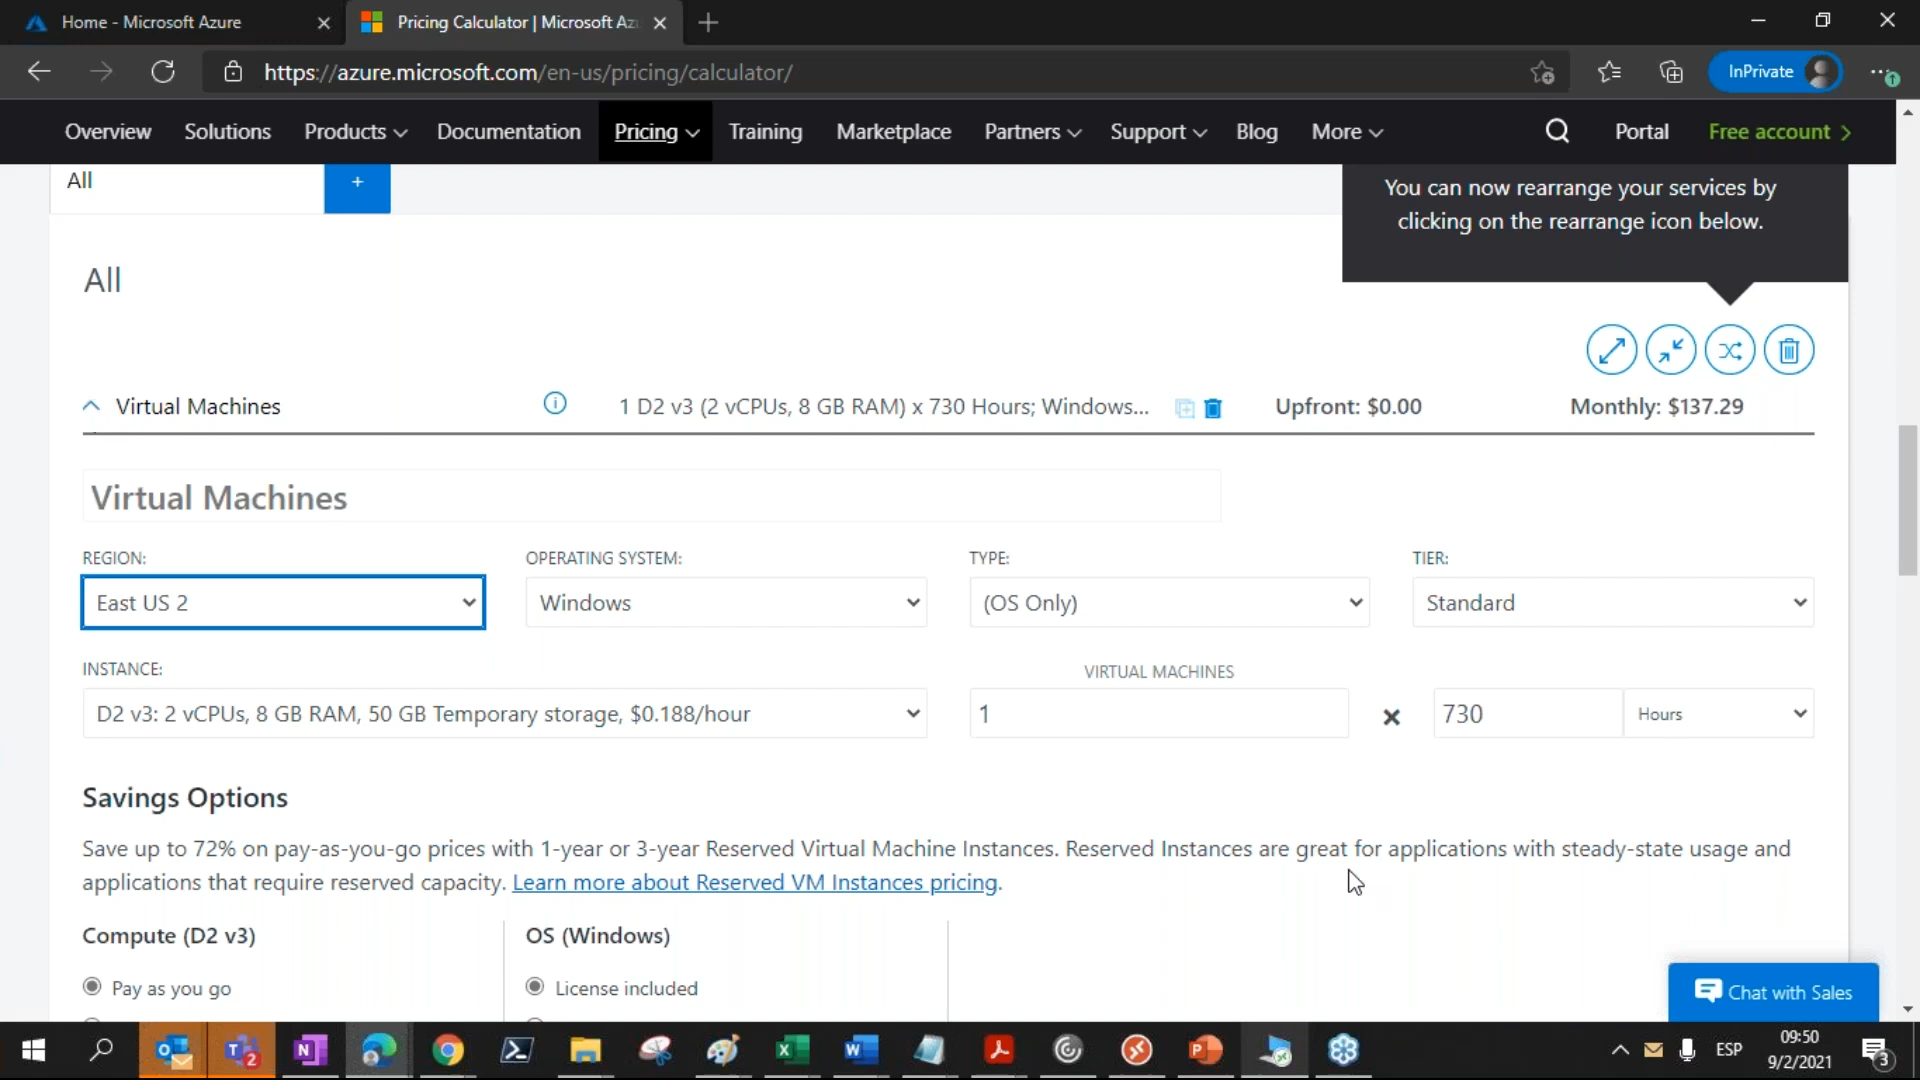 Home - Microsoft Azure
Pricing Calculator | Microsoft Az
https://azure.microsoft.com/en-us/pricing/calculator/
InPrivate
Overview Solutions Products Documentation Pricing Training Marketplace Partners Support Blog More Portal Free account
All
+
You can now rearrange your services by
clicking on the rearrange icon below.
All
Virtual Machines
1 D2 v3 (2 vCPUs, 8 GB RAM) x 730 Hours; Windows...
Upfront: $0.00
Monthly: $137.29
Virtual Machines
REGION:
OPERATING SYSTEM:
TYPE:
TIER:
East US 2
Windows
(OS Only)
Standard
INSTANCE:
VIRTUAL MACHINES
D2 v3: 2 vCPUs, 8 GB RAM, 50 GB Temporary storage, $0.188/hour
1
730
Hours
Savings Options
Save up to 72% on pay-as-you-go prices with 1-year or 3-year Reserved Virtual Machine Instances. Reserved Instances are great for applications with steady-state usage and
applications that require reserved capacity. Learn more about Reserved VM Instances pricing.
Compute (D2 v3)
OS (Windows)
Pay as you go
License included
Chat with Sales
ESP
09:50
9/2/2021
3